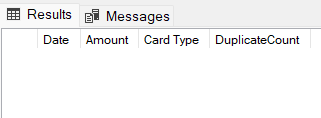 Results Messages
Date Amount Card Type DuplicateCount